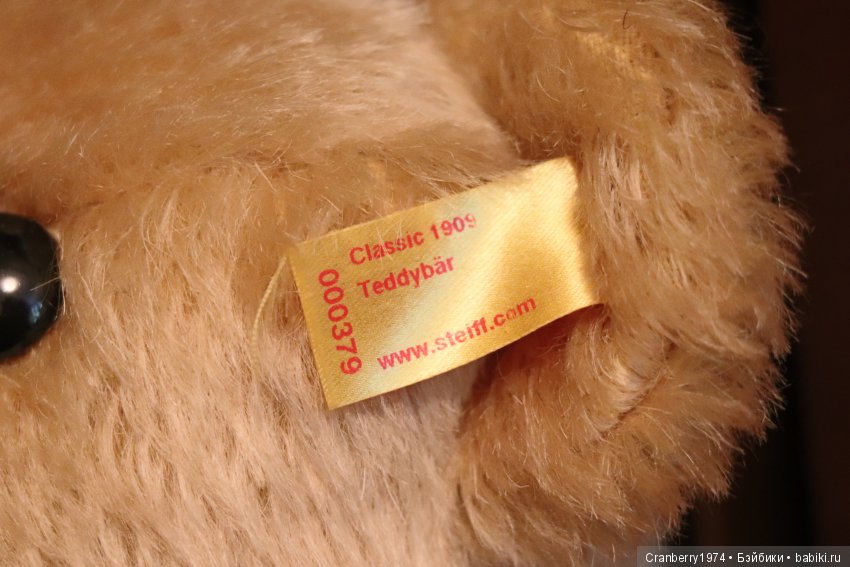 Classic 1909
Teddybär
000379
www.steiff.com
Cranberry1974 • Бэйбики • babiki.ru